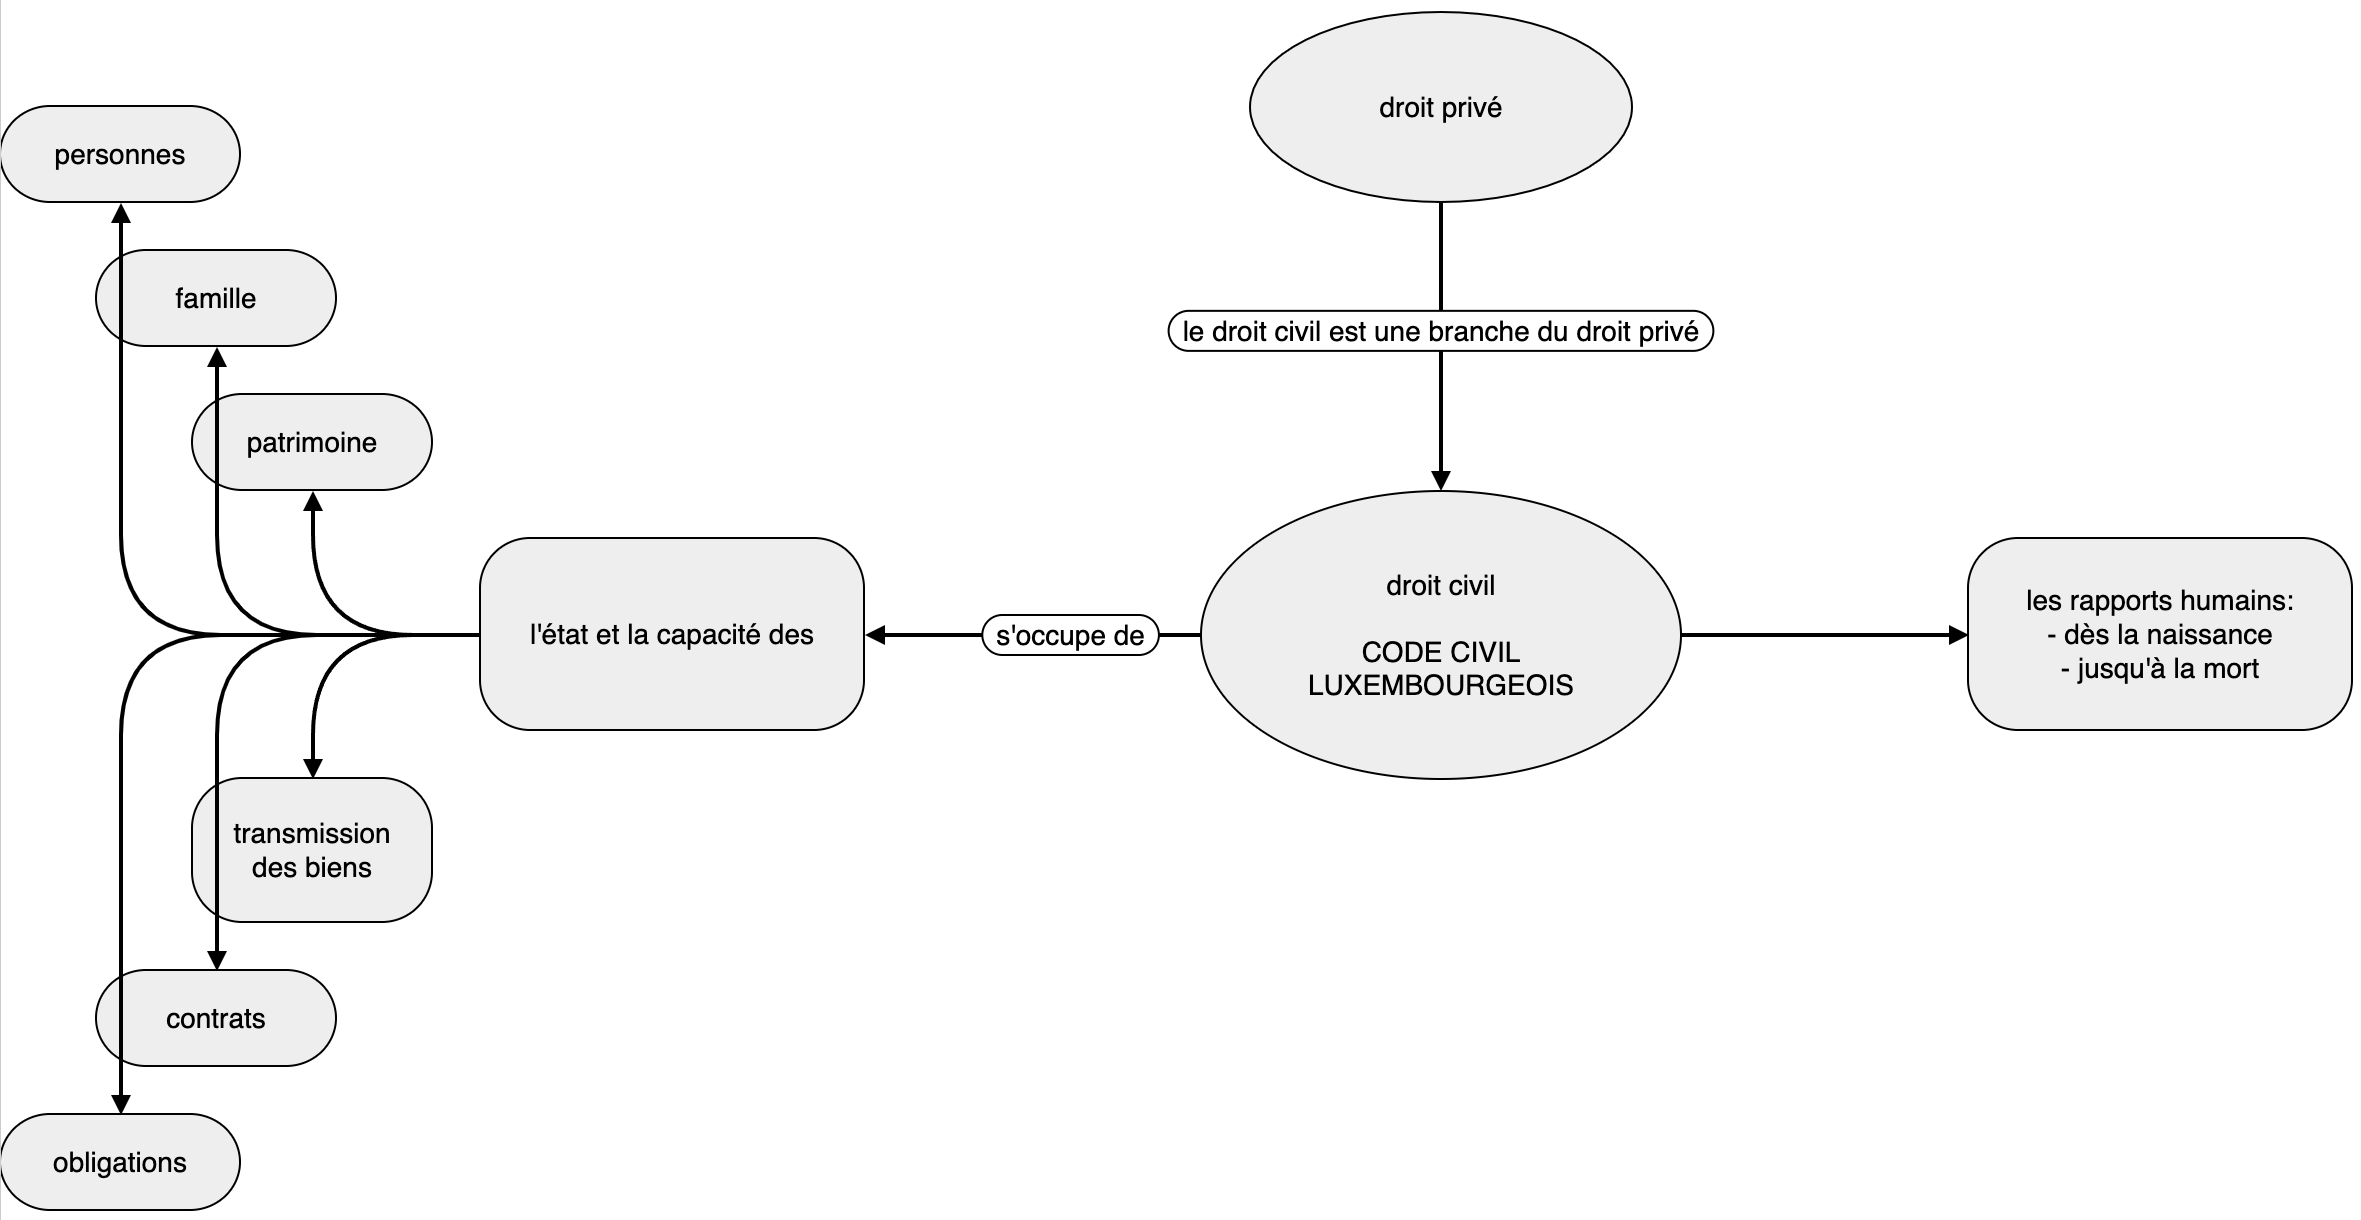 droit privé
le droit civil est une branche du droit privé
droit civil
CODE CIVIL
LUXEMBOURGEOIS
s'occupe de
l'état et la capacité des
personnes
famille
patrimoine
transmission
des biens
contrats
obligations
les rapports humains:
- dès la naissance
- jusqu'à la mort